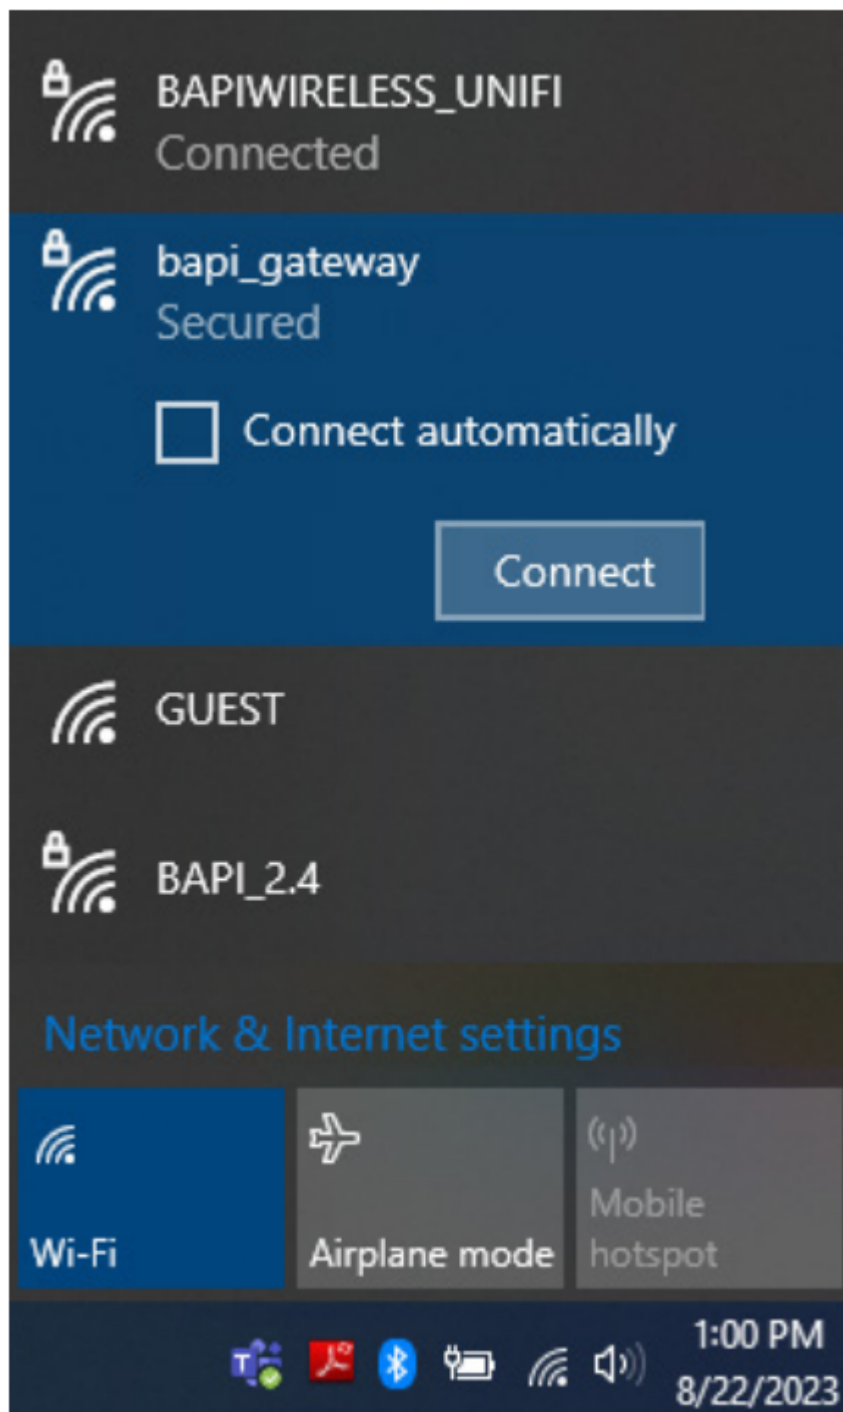 BAPIWIRELESS_UNIFI
Connected
bapi_gateway
Secured
Connect automatically
Connect
GUEST
BAPI_2.4
Network & Internet settings
Wi-Fi
Airplane mode
Mobile
hotspot
1:00 PM
8/22/2023